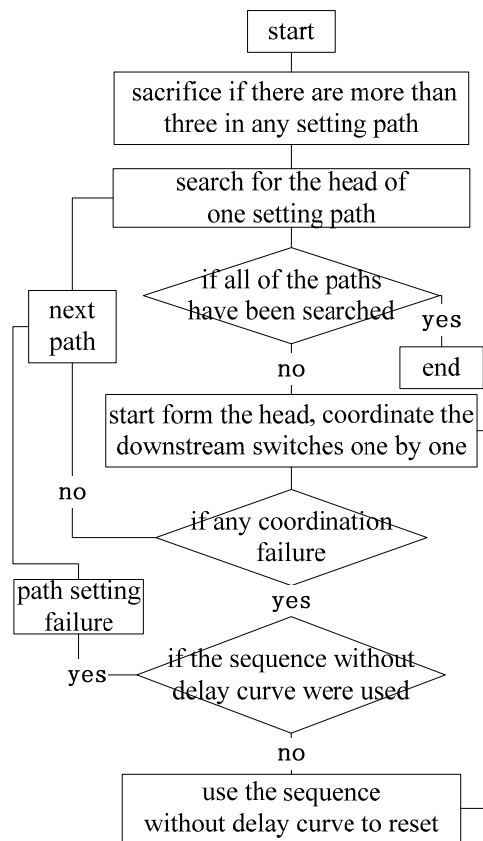 start
sacrifice if there are more than
three in any setting path
search for the head of
one setting path
if all of the paths
have been searched
yes
next
path
end
no
start form the head, coordinate the
downstream switches one by one
no
if any coordination
failure
path setting
failure
yes
if the sequence without
delay curve were used
yes
no
use the sequence
without delay curve to reset